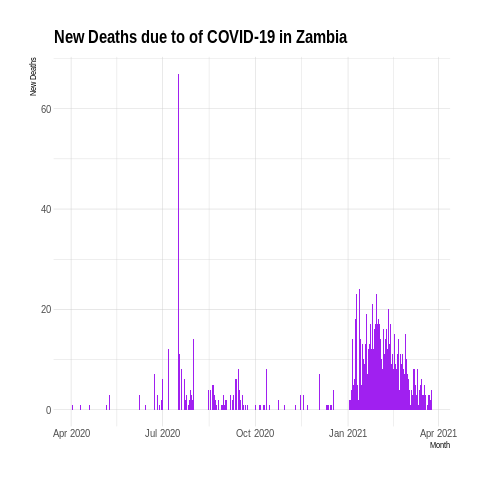 New Deaths due to of COVID-19 in Zambia
New Deaths
60
40
20
0
Apr 2020 Jul 2020 Oct 2020 Jan 2021 Apr 2021
Month